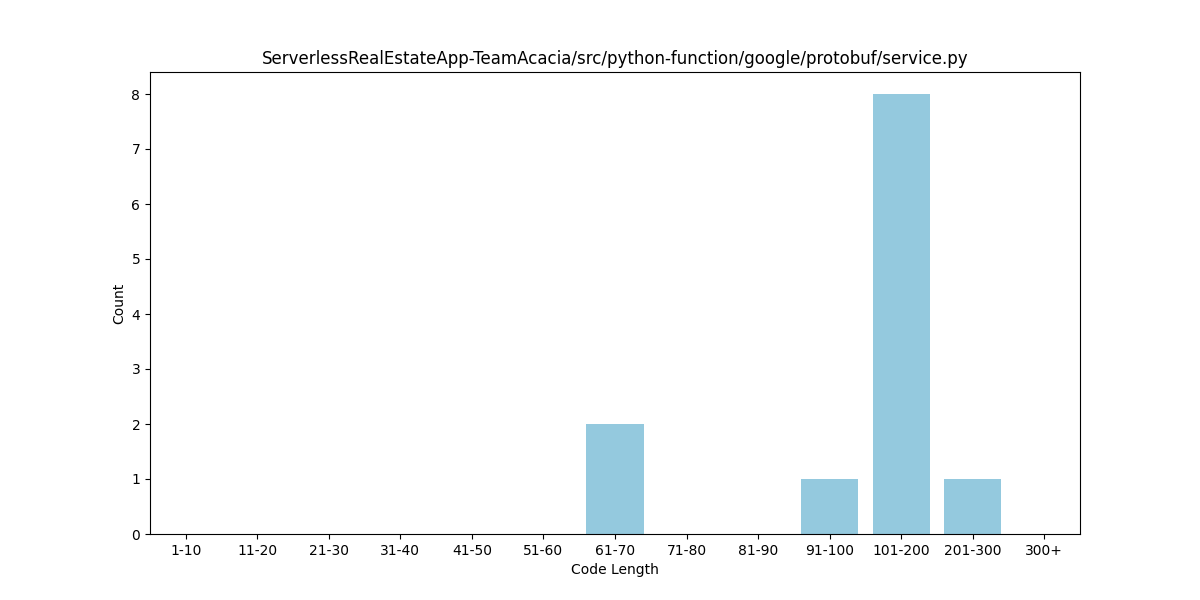 ServerlessRealEstateApp-TeamAcacia/src/python-function/google/protobuf/service.py
8
7
6
5
4
3
2
1
0
Count
1-10 11-20 21-30 31-40 41-50 51-60 61-70 71-80 81-90 91-100 101-200 201-300 300+
Code Length